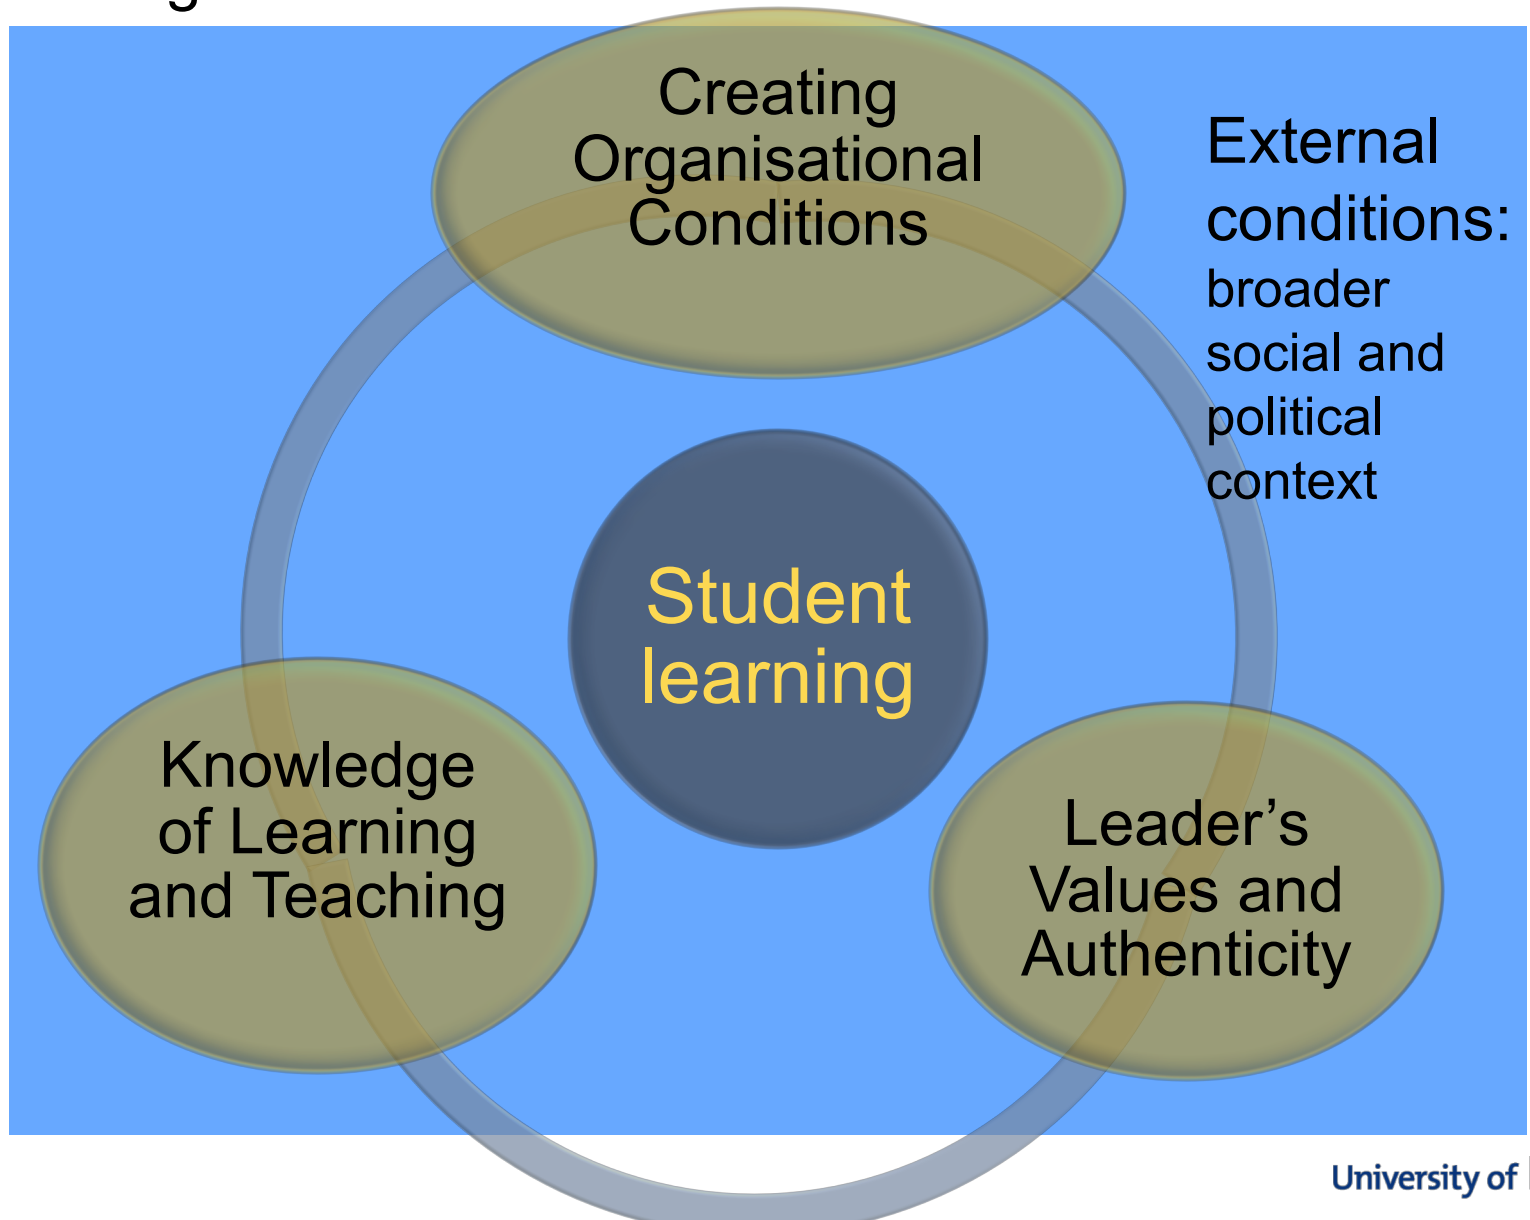 Creating
Organisational
Conditions
External
conditions:
broader
social and
political
context
Student
learning
Knowledge
of Learning
and Teaching
Leader’s
Values and
Authenticity
University of